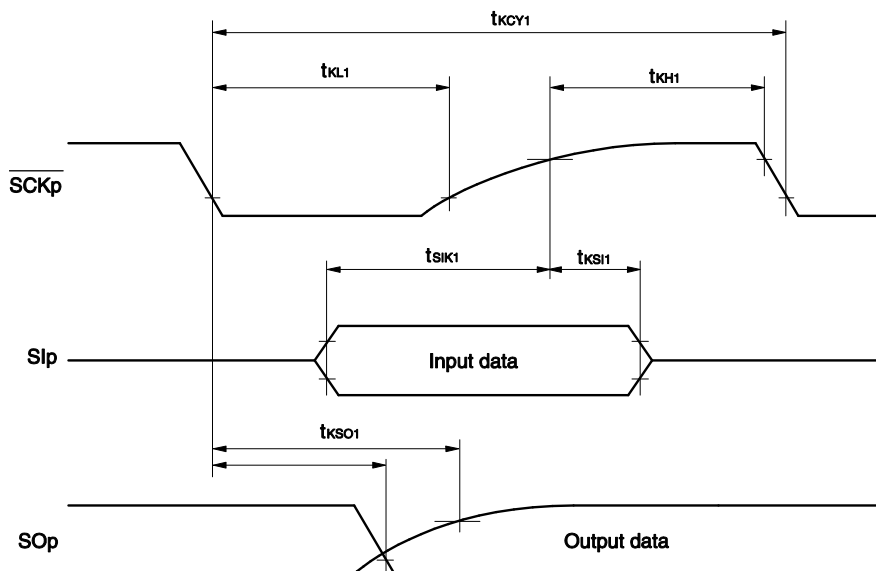 tKCY1
tKL1
tKH1
SCKp
tSIK1
tKSI1
SIp
Input data
tKSO1
SOp
Output data